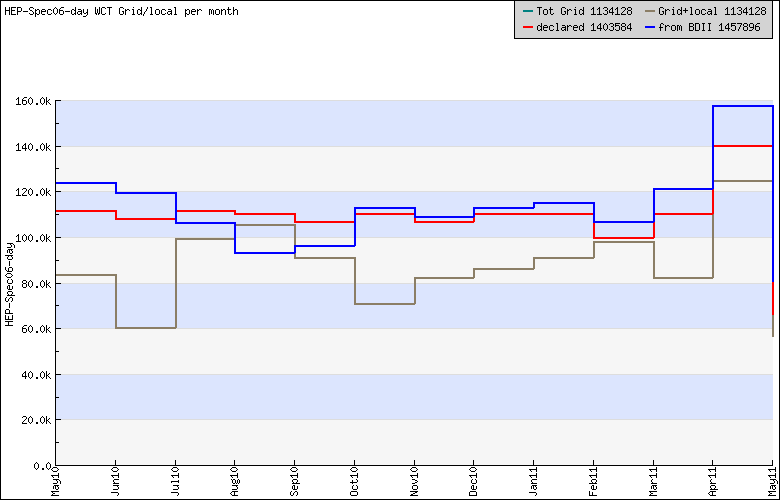 HEP-Spec06-day WCT Grid/local per month
Tot Grid 1134128 Grid+local 1134128
declared 1403584 from BDII 1457896
160.0k
140.0k
120.0k
100.0k
80.0k
60.0k
40.0k
20.0k
0.0
HEP-Spec06-day
May10 Jun10 Jul10 Aug10 Sep10 Oct10 Nov10 Dec10 Jan11 Feb11 Mar11 Apr11 May11